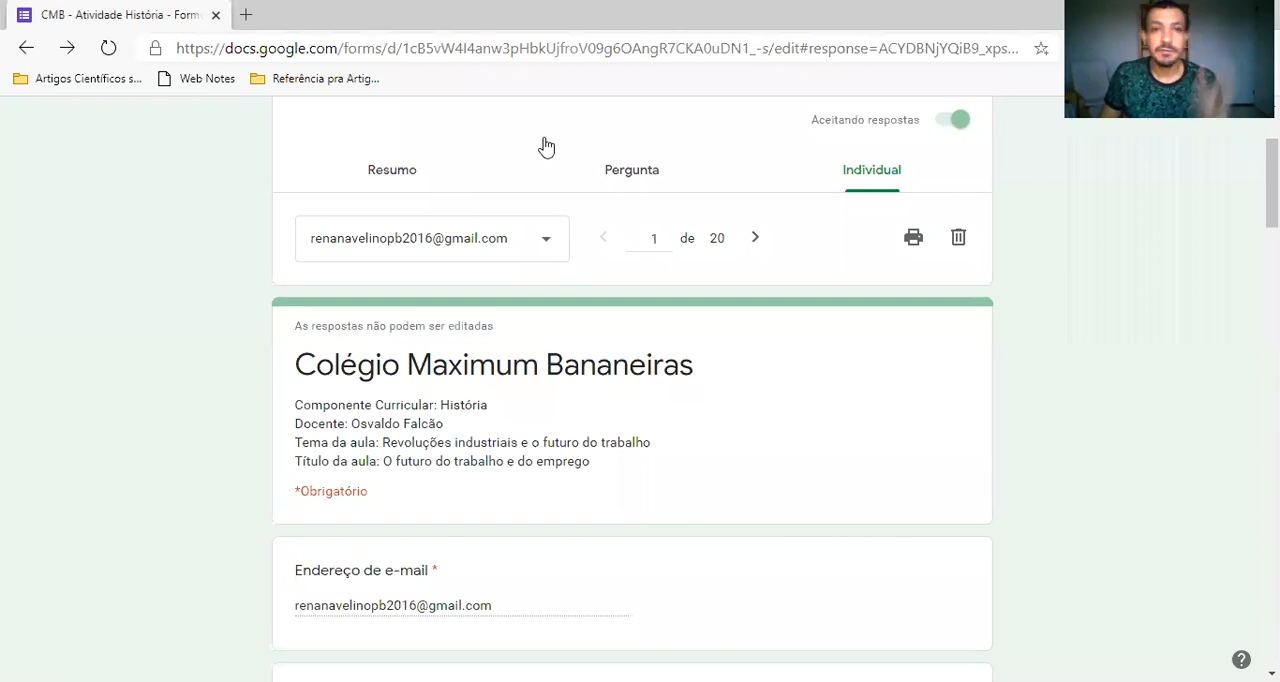 CMB - Atividade História - Form
https://docs.google.com/forms/d/1cB5vW4I4anw3pHbkUjfroV09g6OAngR7CKA0uDN1_-s/edit#response=ACYDBNjYQiB9_xps...
Artigos Científicos s... Web Notes Referência pra Artig...
Aceitando respostas
Resumo Pergunta Individual
renanavelinopb2016@gmail.com 1 de 20
As respostas não podem ser editadas
Colégio Maximum Bananeiras
Componente Curricular: História
Docente: Osvaldo Falcão
Tema da aula: Revoluções industriais e o futuro do trabalho
Título da aula: O futuro do trabalho e do emprego
*Obrigatório
Endereço de e-mail *
renanavelinopb2016@gmail.com